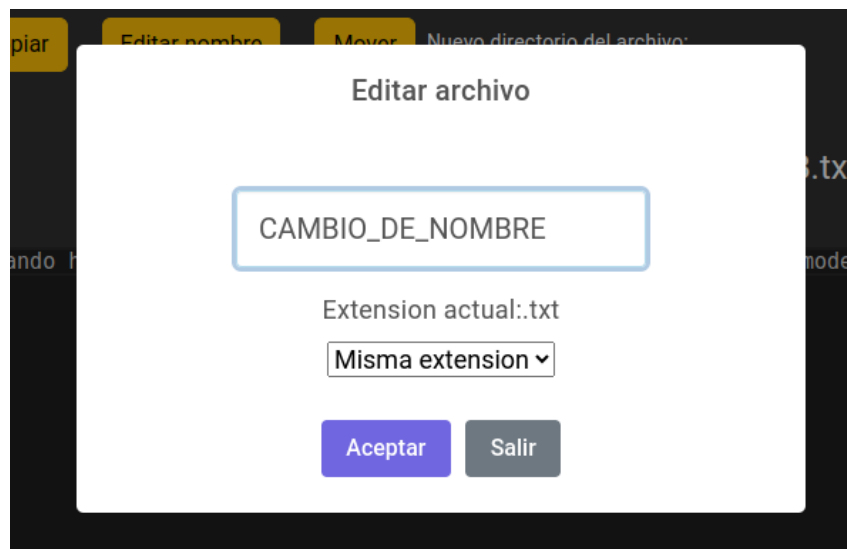 piar Editar nombre Mover Nuevo directorio del archivo:
Editar archivo
.tx
CAMBIO_DE_NOMBRE
ando h mode
Extension actual:.txt
Misma extension
Aceptar Salir